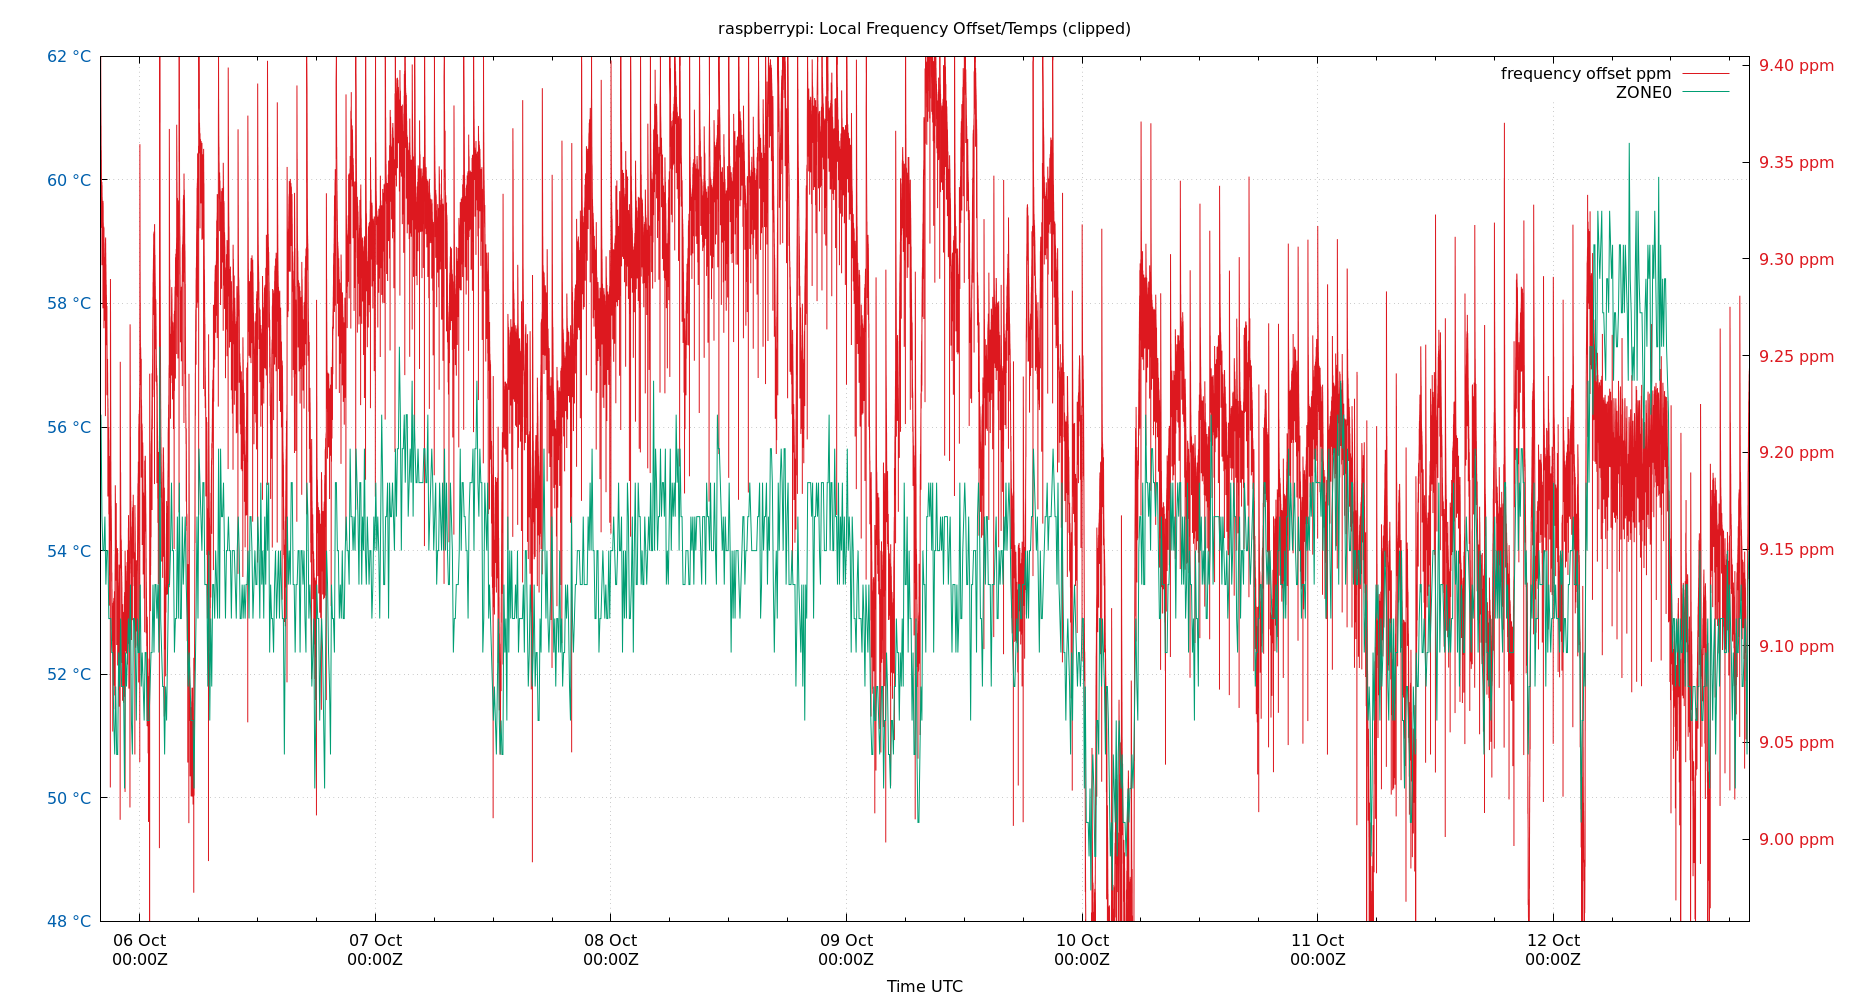 raspberrypi: Local Frequency Offset/Temps (clipped)
62 °C
60 °C
58 °C
56 °C
54 °C
52 °C
50 °C
48 °C
9.40 ppm
9.35 ppm
9.30 ppm
9.25 ppm
9.20 ppm
9.15 ppm
9.10 ppm
9.05 ppm
9.00 ppm
frequency offset ppm
ZONE0
06 Oct
00:00Z
07 Oct
00:00Z
08 Oct
00:00Z
09 Oct
00:00Z
10 Oct
00:00Z
11 Oct
00:00Z
12 Oct
00:00Z
Time UTC